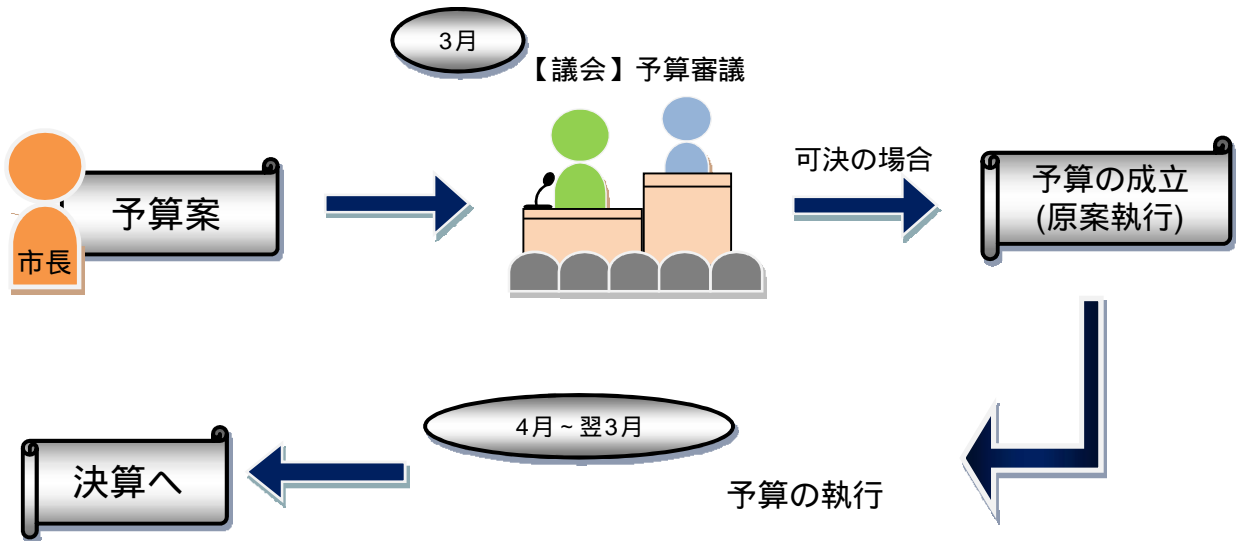 3月
【議会】予算審議
市長
予算案
可決の場合
予算の成立
(原案執行)
4月~翌3月
予算の執行
決算へ